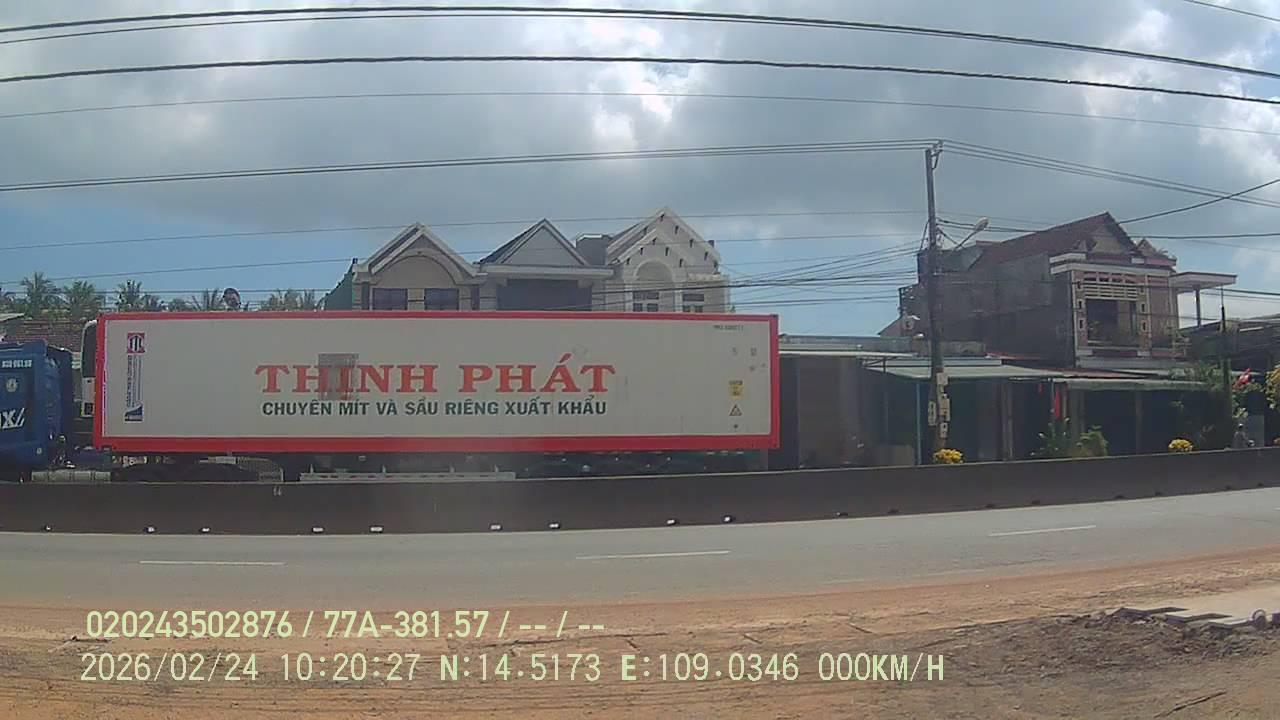 THỊNH PHÁT
CHUYÊN MÍT VÀ SẦU RIÊNG XUẤT KHẨU
020243502876 / 77A-381.57 / -- / --
2026/02/24 10:20:27 N:14.5173 E:109.0346 000KM/H